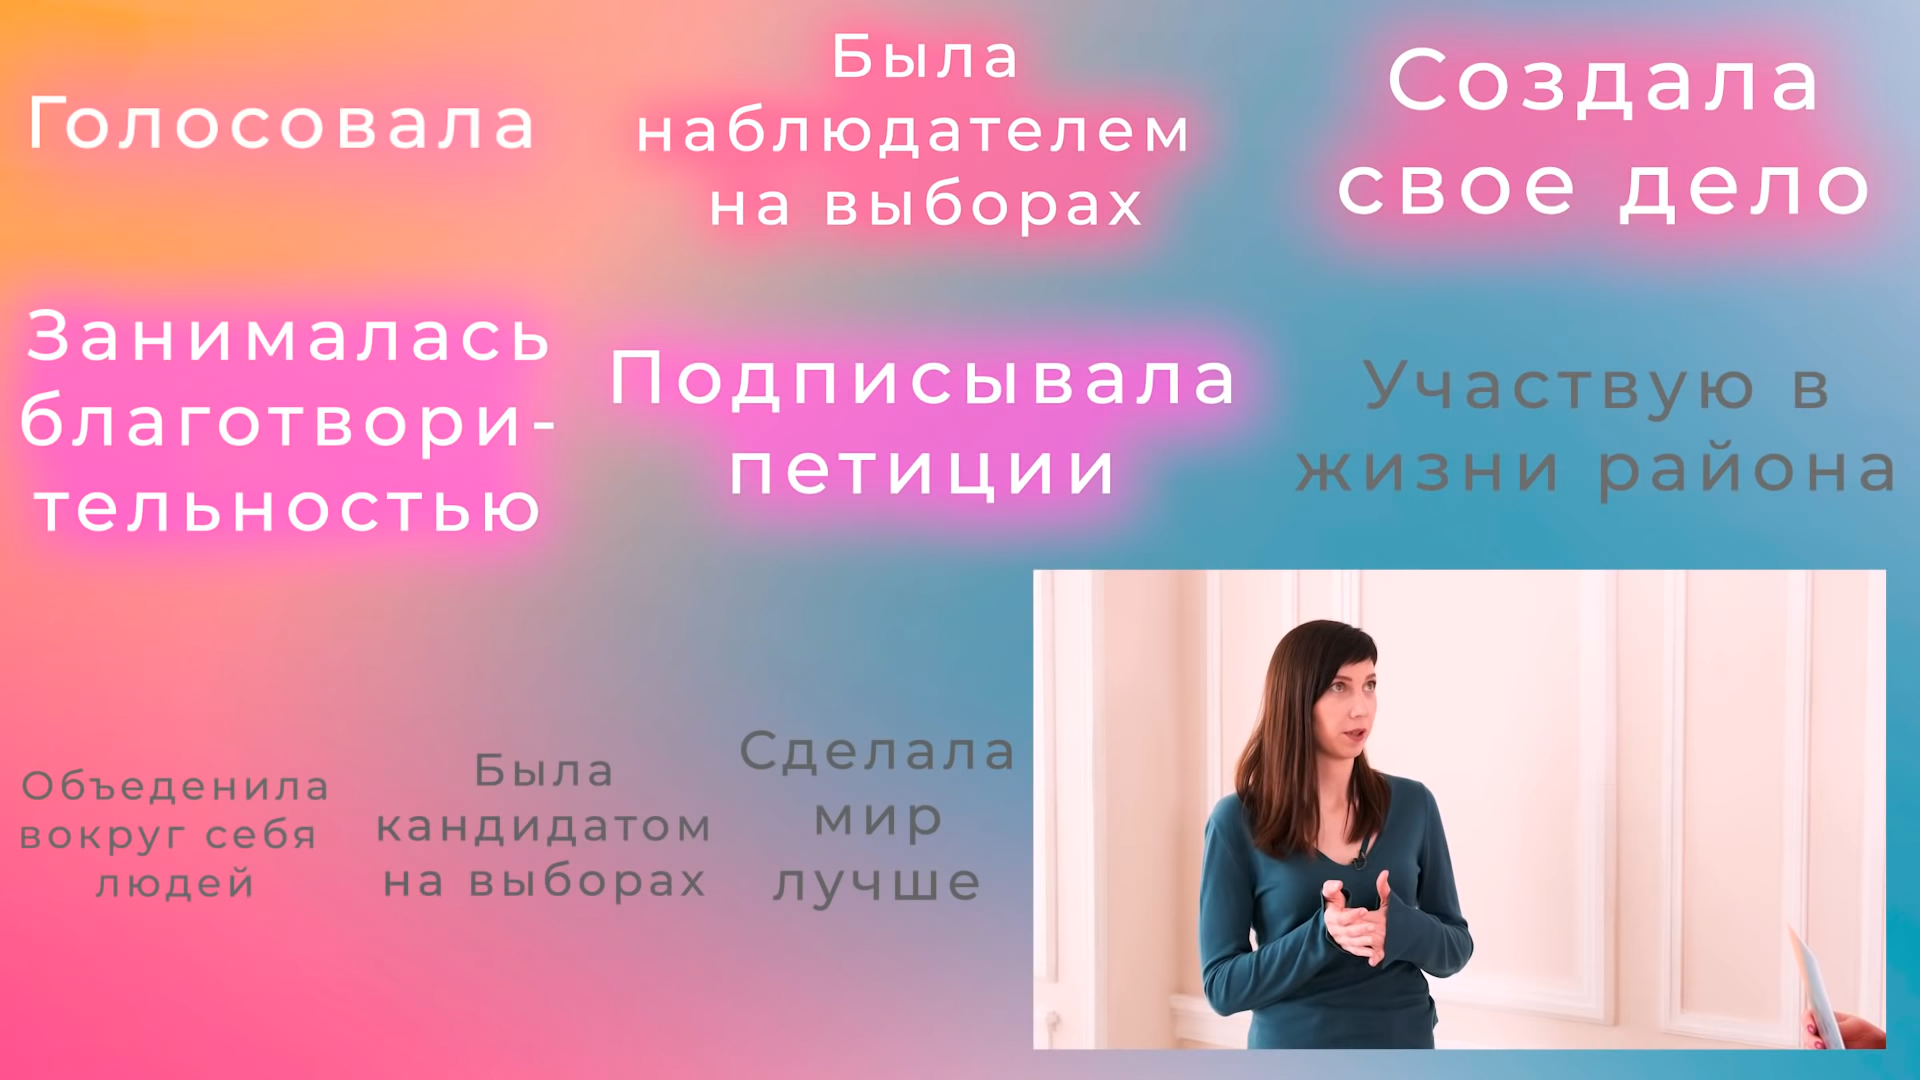 Голосовала
Была
наблюдателем
на выборах
Создала
свое дело
Занималась
благотвори-
тельностью
Подписывала
петиции
Участвую в
жизни района
Объеденила
вокруг себя
людей
Была
кандидатом
на выборах
Сделала
мир
лучше